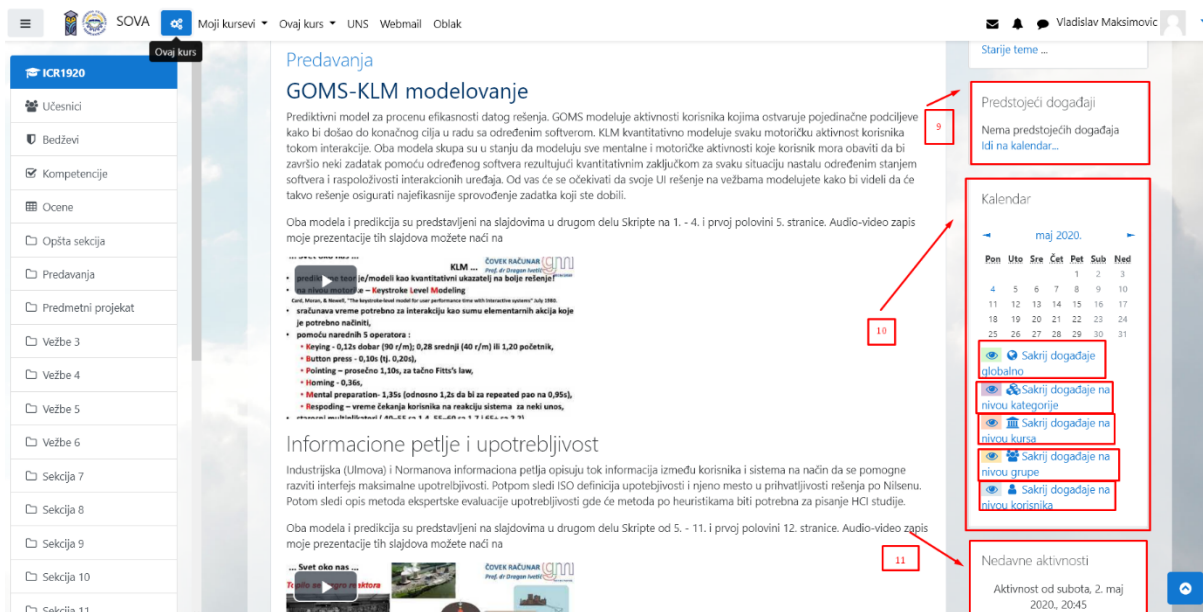 SOVA
Moji kursevi
Ovaj kurs
UNS
Webmail
Oblak
Vladislav Maksimovic
Ovaj kurs
ICR1920
Učesnici
Bedževi
Kompetencije
Ocene
Opšta sekcija
Predavanja
Predmetni projekat
Vežbe 3
Vežbe 4
Vežbe 5
Vežbe 6
Sekcija 7
Sekcija 8
Sekcija 9
Sekcija 10
Sekcija 11
Predavanja
GOMS-KLM modelovanje
Prediktivni model za procenu efikasnosti datog rešenja. GOMS modeluje aktivnosti korisnika kojima ostvaruje pojedinačne podciljeve
kako bi došao do konačnog cilja u radu sa određenim softverom. KLM kvantitativno modeluje svaku motoričku aktivnost korisnika
tokom interakcije. Oba modela skupa su u stanju da modeluju sve mentalne i motoričke aktivnosti koje korisnik mora obaviti da bi
završio neki zadatak pomoću određenog softvera rezultujući kvantitativnim zaključkom za svaku situaciju nastalu određenim stanjem
softvera i raspoloživosti interakcionih uređaja. Od vas će se očekivati da svoje UI rešenje na vežbama modelujete kako bi videli da će
takvo rešenje osigurati najefikasnije sprovođenje zadatka koji ste dobili.
Oba modela i predikcija su predstavljeni na slajdovima u drugom delu Skripte na 1. - 4. i prvoj polovini 5. stranice. Audio-video zapis
moje prezentacije tih slajdova možete naći na
... Svet oko nas ...
ČOVEK RAČUNAR
KLM ...
Prof. dr Dragan Ivetić
• prediktivne teorije/modeli kao kvantitativni ukazatelj na bolje rešenje!
• na nivou motorike – Keystroke Level Modeling
Card, Moran, & Newell, "The keystroke-level model for user performance time with interactive systems" July 1980.
• sračunava vreme potrebno za interakciju kao sumu elementarnih akcija koje
je potrebno načiniti,
• pomoću narednih 5 operatora :
• Keying - 0,12s dobar (90 r/m); 0,28 srednji (40 r/m) ili 1,20 početnik,
• Button press - 0,10s (tj. 0,20s),
• Pointing – prosečno 1,10s, za tačno Fitts's law,
• Homing - 0,36s,
• Mental preparation- 1,35s (odnosno 1,2s da bi za repeated pao na 0,95s),
• Respoding – vreme čekanja korisnika na reakciju sistema za neki unos,
Informacione petlje i upotrebljivost
Industrijska (Ulmova) i Normanova informaciona petlja opisuju tok informacija između korisnika i sistema na način da se pomogne
razviti interfejs maksimalne upotrelbjivosti. Potpom sledi ISO definicija upotebjivosti i njeno mesto u prihvatljivosti rešenja po Nilsenu.
Potom sledi opis metoda ekspertske evaluacije upotrebljivosti gde će metoda po heuristikama biti potrebna za pisanje HCI studije.
Oba modela i predikcija su predstavljeni na slajdovima u drugom delu Skripte od 5. - 11. i prvoj polovini 12. stranice. Audio-video zapis
moje prezentacije tih slajdova možete naći na
... Svet oko nas ...
ČOVEK RAČUNAR
Prof. dr Dragan Ivetić
Starije teme ...
9
Predstojeći događaji
Nema predstojećih događaja
Idi na kalendar...
10
Kalendar
◄ maj 2020. ►
Pon Uto Sre Čet Pet Sub Ned
1 2 3
4 5 6 7 8 9 10
11 12 13 14 15 16 17
18 19 20 21 22 23 24
25 26 27 28 29 30 31
Sakrij događaje
globalno
Sakrij događaje na
nivou kategorije
Sakrij događaje na
nivou kursa
Sakrij događaje na
nivou grupe
Sakrij događaje na
nivou korisnika
11
Nedavne aktivnosti
Aktivnost od subota, 2. maj
2020., 20:45